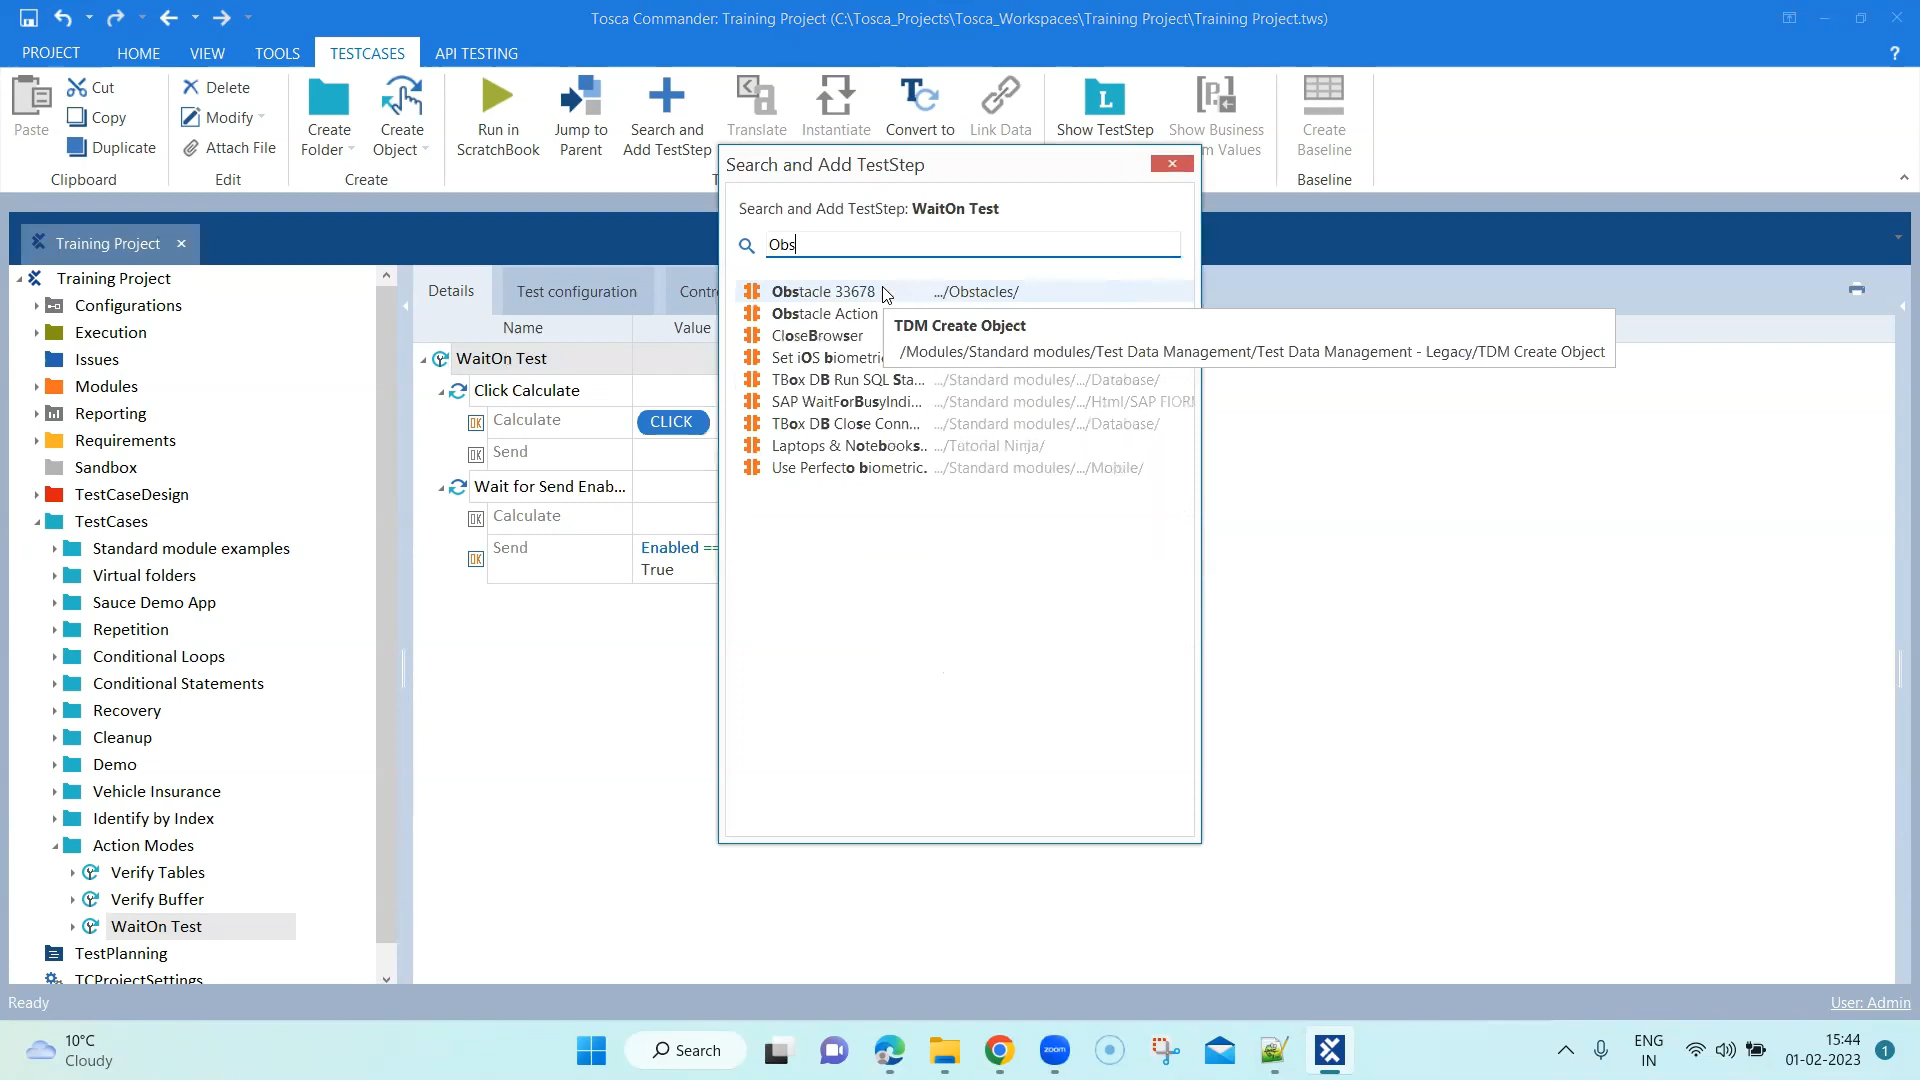 Tosca Commander: Training Project (C:\Tosca_Projects\Tosca_Workspaces\Training Project\Training Project.tws)
PROJECT HOME VIEW TOOLS TESTCASES API TESTING ?
Paste
Cut
Copy
Duplicate
Clipboard
Delete
Modify
Attach File
Edit
Create Folder
Create Object
Create
Run in ScratchBook
Jump to Parent
Search and Add TestStep
Translate
Instantiate
Convert to
Link Data
Show TestStep
Show Business
m Values
Create Baseline
Baseline
Training Project
Training Project
Configurations
Execution
Issues
Modules
Reporting
Requirements
Sandbox
TestCaseDesign
TestCases
Standard module examples
Virtual folders
Sauce Demo App
Repetition
Conditional Loops
Conditional Statements
Recovery
Cleanup
Demo
Vehicle Insurance
Identify by Index
Action Modes
Verify Tables
Verify Buffer
WaitOn Test
TestPlanning
TCProjectSettings
Details Test configuration Contr
Name Value
WaitOn Test
Click Calculate
Calculate CLICK
Send
Wait for Send Enab...
Calculate
Send Enabled ==
True
Search and Add TestStep
Search and Add TestStep: WaitOn Test
Obs
Obstacle 33678 .../Obstacles/
Obstacle Action
CloseBrowser
Set iOS biometric
TBox DB Run SQL Sta... .../Standard modules/.../Database/
SAP WaitForBusyIndi... .../Standard modules/.../Html/SAP FIORI
TBox DB Close Conn... .../Standard modules/.../Database/
Laptops & Notebooks.. .../Tutorial Ninja/
Use Perfecto biometric. .../Standard modules/.../Mobile/
TDM Create Object
/Modules/Standard modules/Test Data Management/Test Data Management - Legacy/TDM Create Object
Ready
User: Admin
10°C
Cloudy
Search
zoom
ENG
IN
15:44
01-02-2023
1